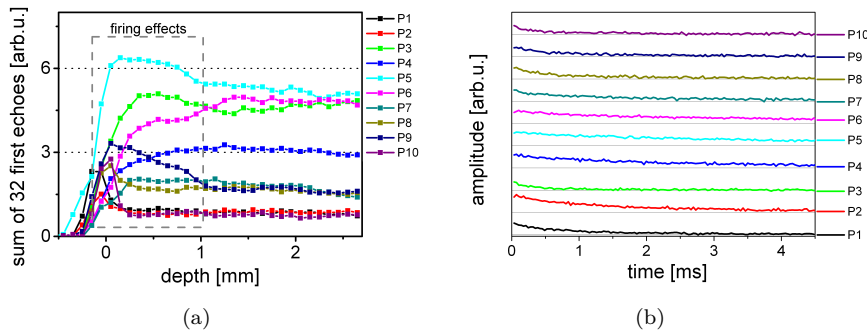 sum of 32 first echoes [arb.u.]
6
3
0
firing effects
0
1
2
depth [mm]
P1
P2
P3
P4
P5
P6
P7
P8
P9
P10
(a)
amplitude [arb.u.]
P10
P9
P8
P7
P6
P5
P4
P3
P2
P1
0
1
2
3
4
time [ms]
(b)